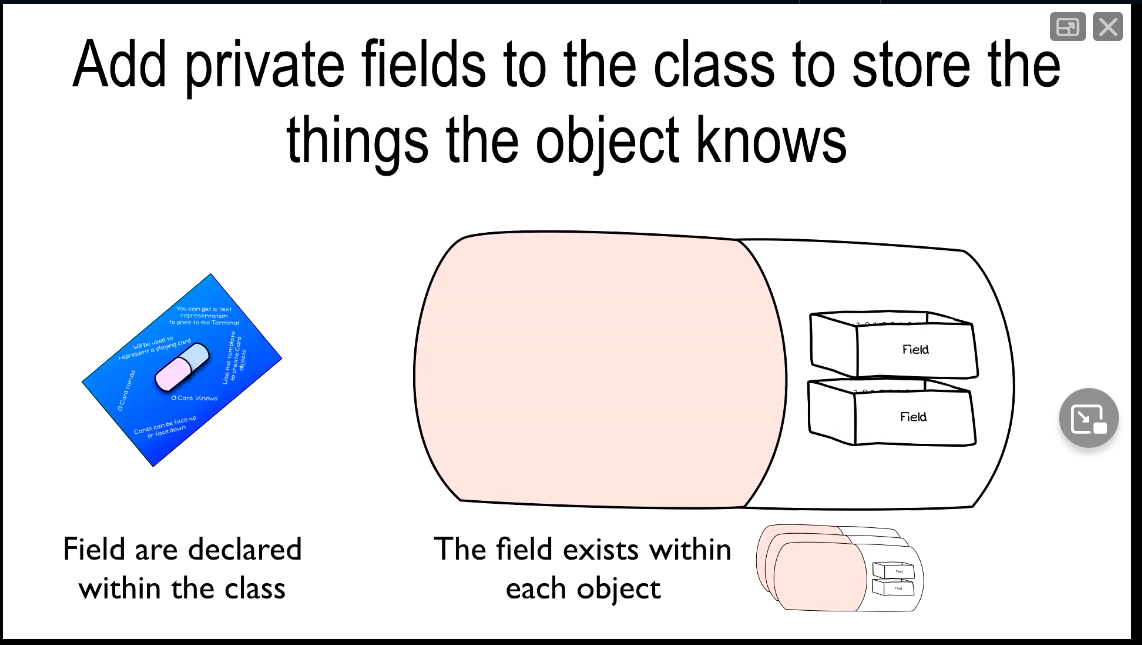 Add private fields to the class to store the
things the object knows
You can get a text
representation
to print to the Terminal
Will be used to
represent a playing card
Use the template
to create Card
objects
A Card can do
A Card Knows
Cards can be face up
or face down
Field
Field
Field are declared
within the class
The field exists within
each object
Field
Field